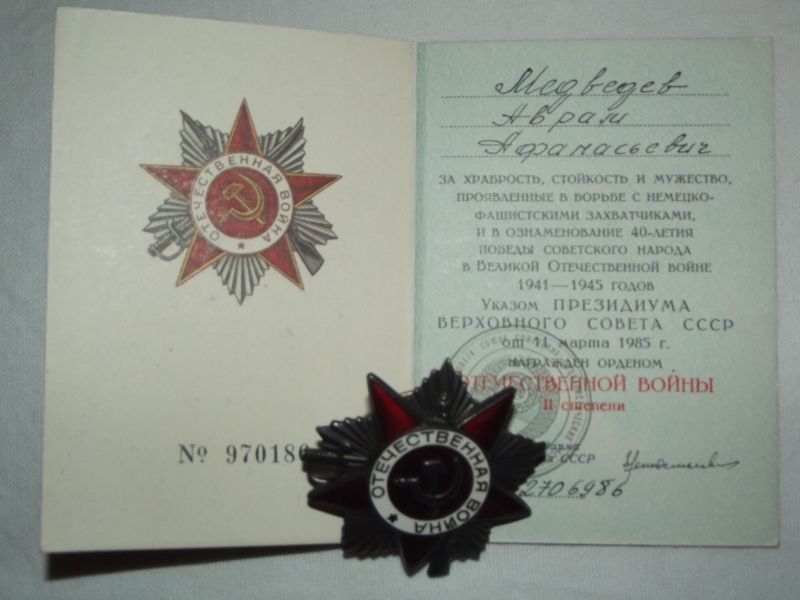 ОТЕЧЕСТВЕННАЯ ВОЙНА
№ 970180
Медведев
Аврам
Афанасьевич
ЗА ХРАБРОСТЬ, СТОЙКОСТЬ И МУЖЕСТВО,
ПРОЯВЛЕННЫЕ В БОРЬБЕ С НЕМЕЦКО-
ФАШИСТСКИМИ ЗАХВАТЧИКАМИ,
И В ОЗНАМЕНОВАНИЕ 40-ЛЕТИЯ
ПОБЕДЫ СОВЕТСКОГО НАРОДА
В ВЕЛИКОЙ ОТЕЧЕСТВЕННОЙ ВОЙНЕ
1941—1945 ГОДОВ
УКАЗОМ ПРЕЗИДИУМА
ВЕРХОВНОГО СОВЕТА СССР
от 11 марта 1985 г.
НАГРАЖДЕН ОРДЕНОМ
ОТЕЧЕСТВЕННОЙ ВОЙНЫ
II степени
СССР
2706986
ОТЕЧЕСТВЕННАЯ ВОЙНА